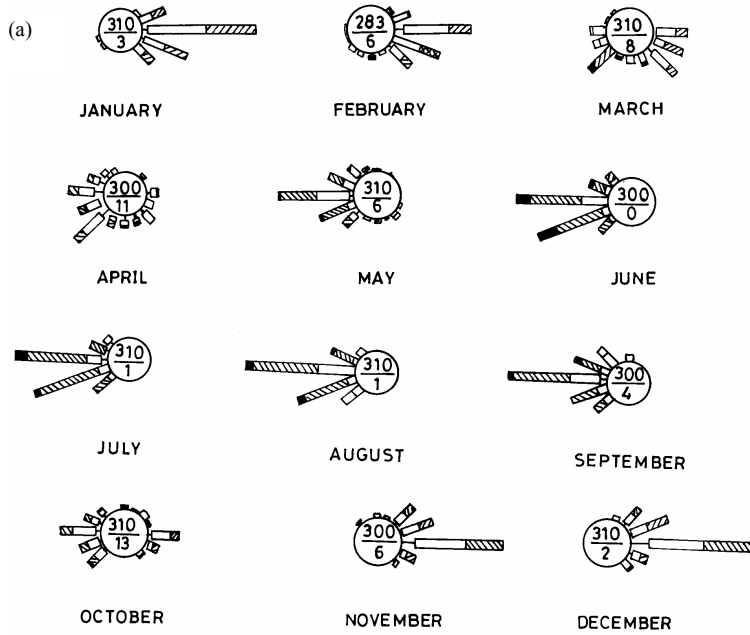 (a)
310
3
283
6
310
8
JANUARY
FEBRUARY
MARCH
300
11
310
6
300
0
APRIL
MAY
JUNE
310
1
310
1
300
4
JULY
AUGUST
SEPTEMBER
310
13
300
6
310
2
OCTOBER
NOVEMBER
DECEMBER